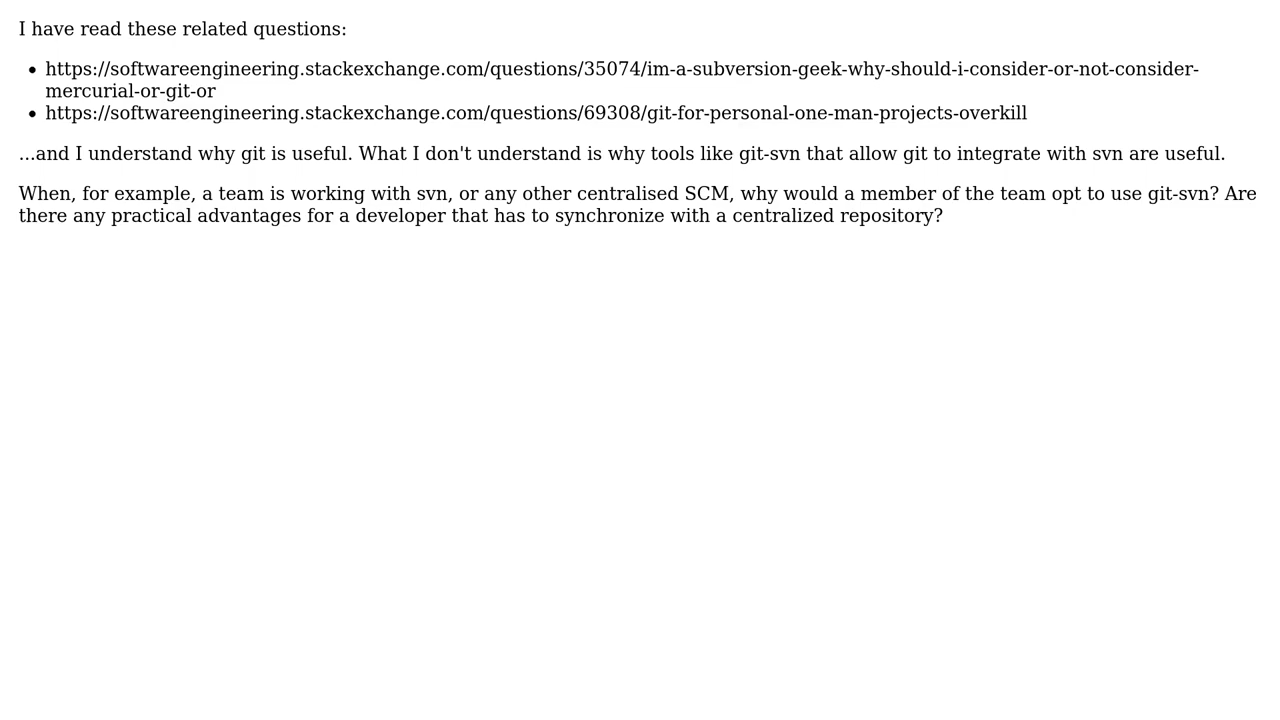 I have read these related questions:
• https://softwareengineering.stackexchange.com/questions/35074/im-a-subversion-geek-why-should-i-consider-or-not-consider-
mercurial-or-git-or
• https://softwareengineering.stackexchange.com/questions/69308/git-for-personal-one-man-projects-overkill
...and I understand why git is useful. What I don't understand is why tools like git-svn that allow git to integrate with svn are useful.
When, for example, a team is working with svn, or any other centralised SCM, why would a member of the team opt to use git-svn? Are
there any practical advantages for a developer that has to synchronize with a centralized repository?